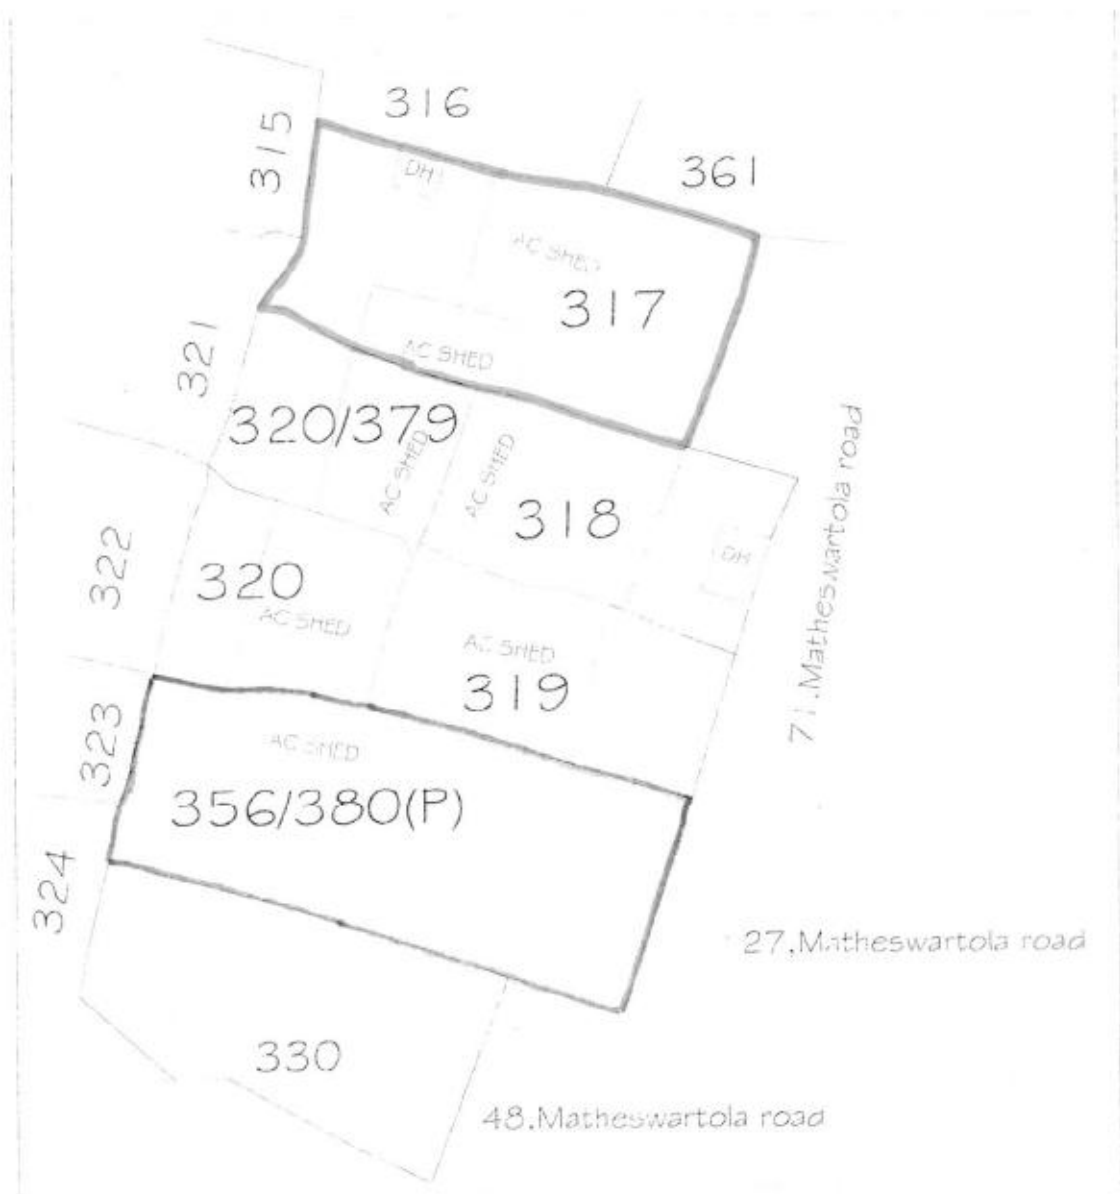 316
315
361
DH
AC SHED
317
321
AC SHED
320/379
AC SHED
AC SHED
318
DH
71.Matheswartola road
322
320
AC SHED
AC SHED
319
323
AC SHED
356/380(P)
324
27.Matheswartola road
330
48.Matheswartola road